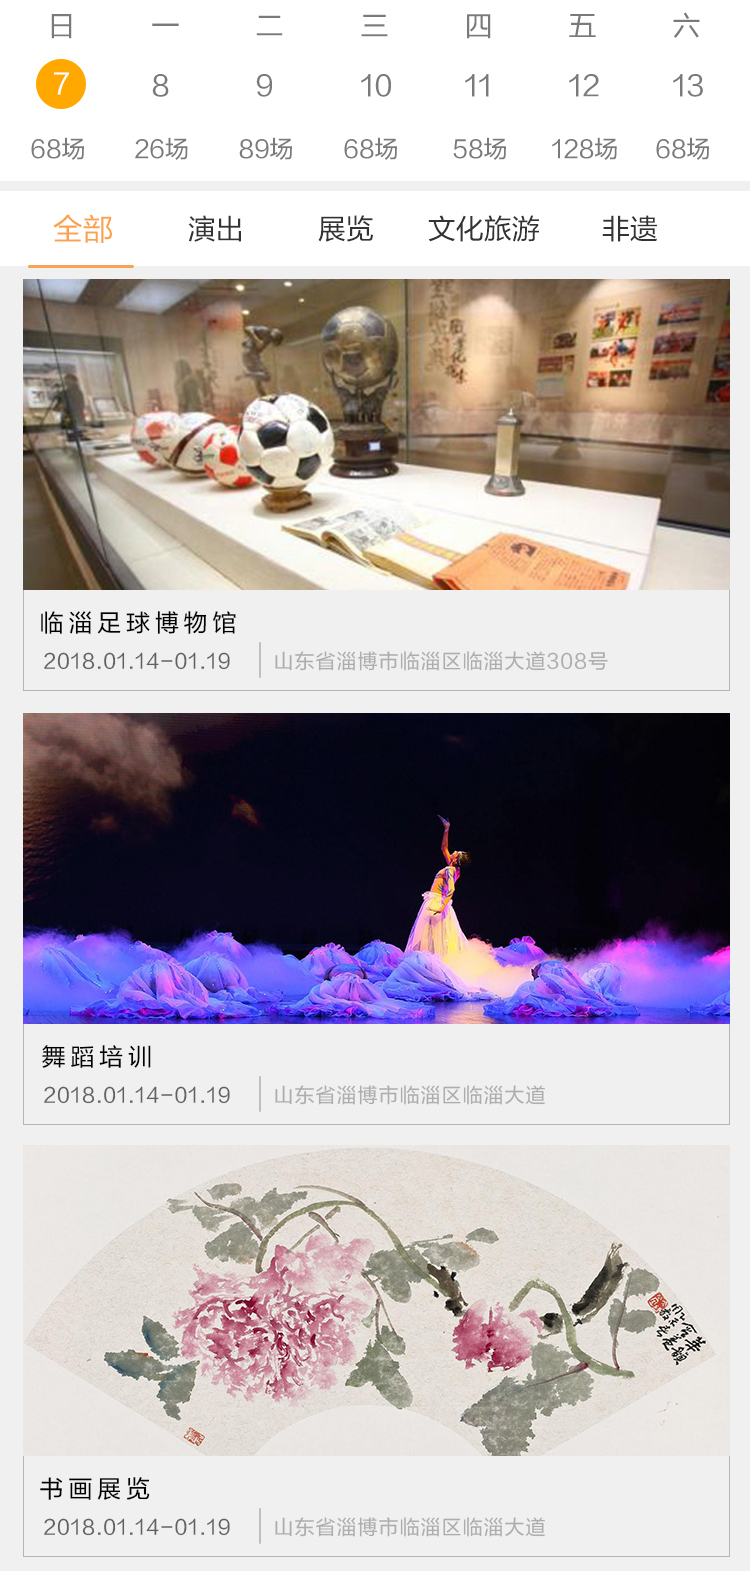 日 一 二 三 四 五 六
7 8 9 10 11 12 13
68场 26场 89场 68场 58场 128场 68场
全部 演出 展览 文化旅游 非遗
临淄足球博物馆
2018.01.14-01.19 山东省淄博市临淄区临淄大道308号
舞蹈培训
2018.01.14-01.19 山东省淄博市临淄区临淄大道
书画展览
2018.01.14-01.19 山东省淄博市临淄区临淄大道